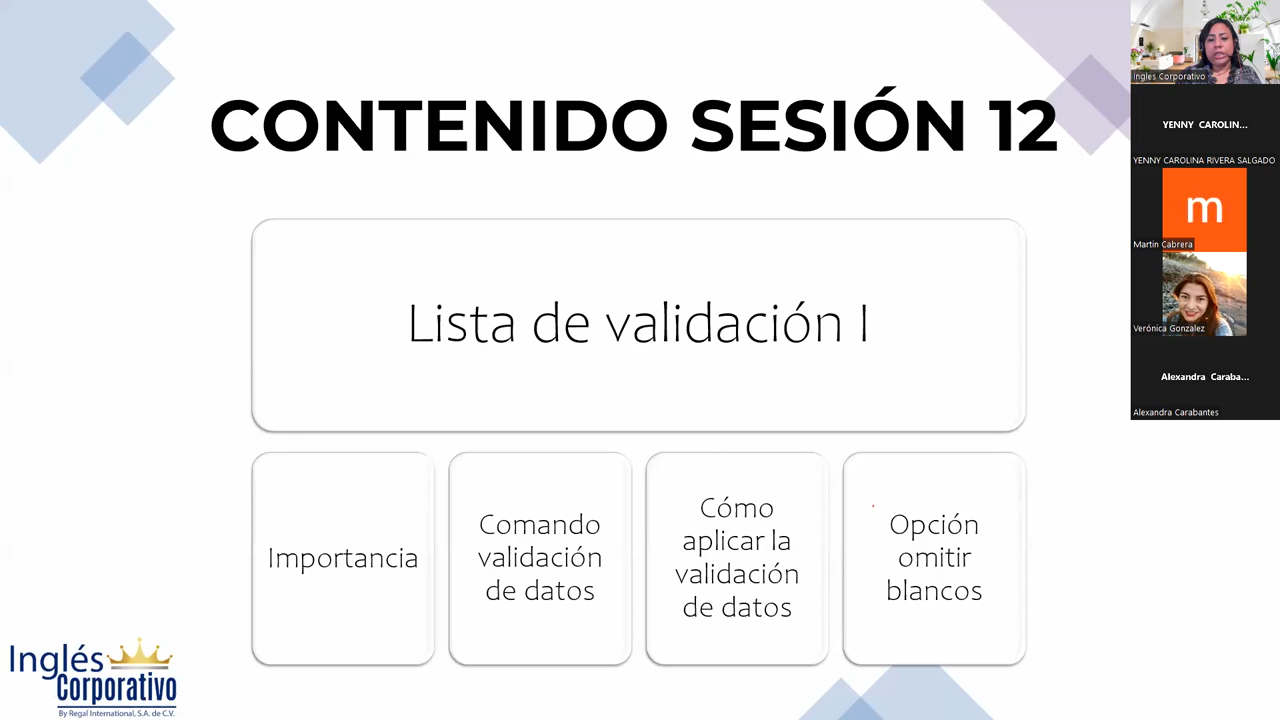 CONTENIDO SESIÓN 12
Lista de validación I
Importancia
Comando
validación
de datos
Cómo
aplicar la
validación
de datos
Opción
omitir
blancos
Inglés
Corporativo
By Regal International, S.A. de C.V.
Ingles Corporativo
YENNY CAROLIN...
YENNY CAROLINA RIVERA SALGADO
m
Martin Cabrera
Verónica Gonzalez
Alexandra Caraba...
Alexandra Carabantes